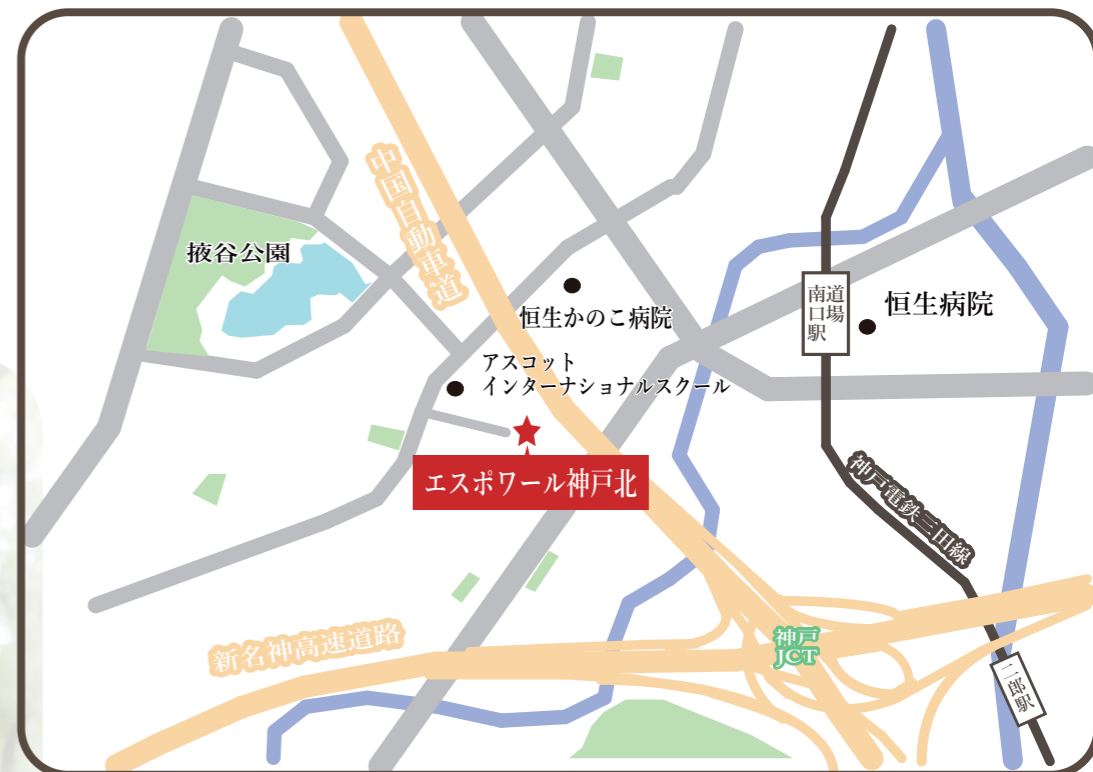 中国自動車道
掖谷公園
恒生かのこ病院
道場
南口駅
恒生病院
アスコット
インターナショナルスクール
エスポワール神戸北
神戸電鉄三田線
新名神高速道路
神戸
JCT
二郎駅